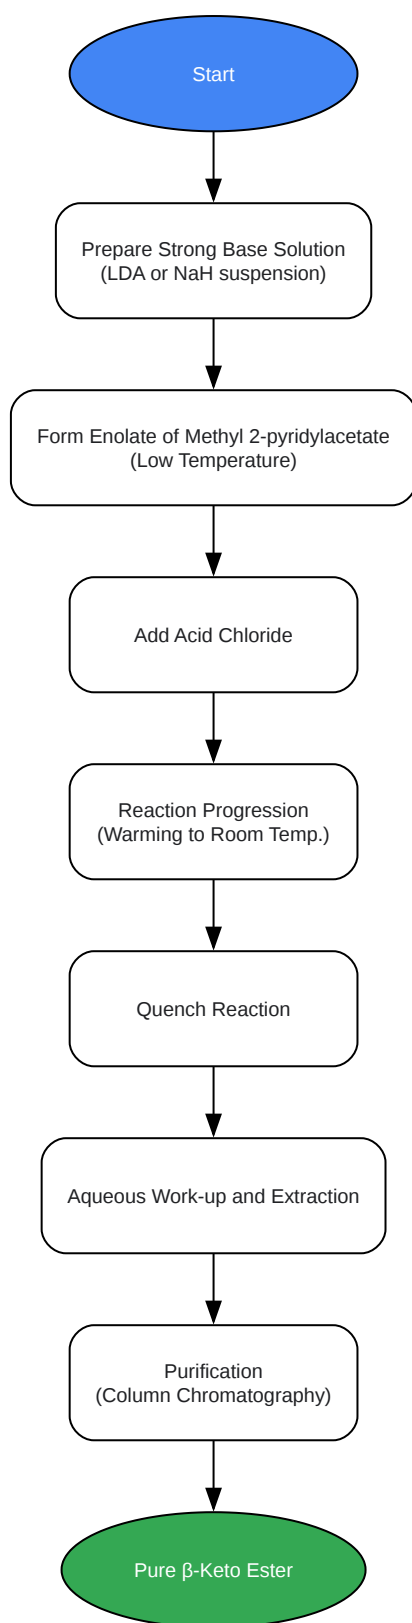 Start
Prepare Strong Base Solution
(LDA or NaH suspension)
Form Enolate of Methyl 2-pyridylacetate
(Low Temperature)
Add Acid Chloride
Reaction Progression
(Warming to Room Temp.)
Quench Reaction
Aqueous Work-up and Extraction
Purification
(Column Chromatography)
Pure β-Keto Ester